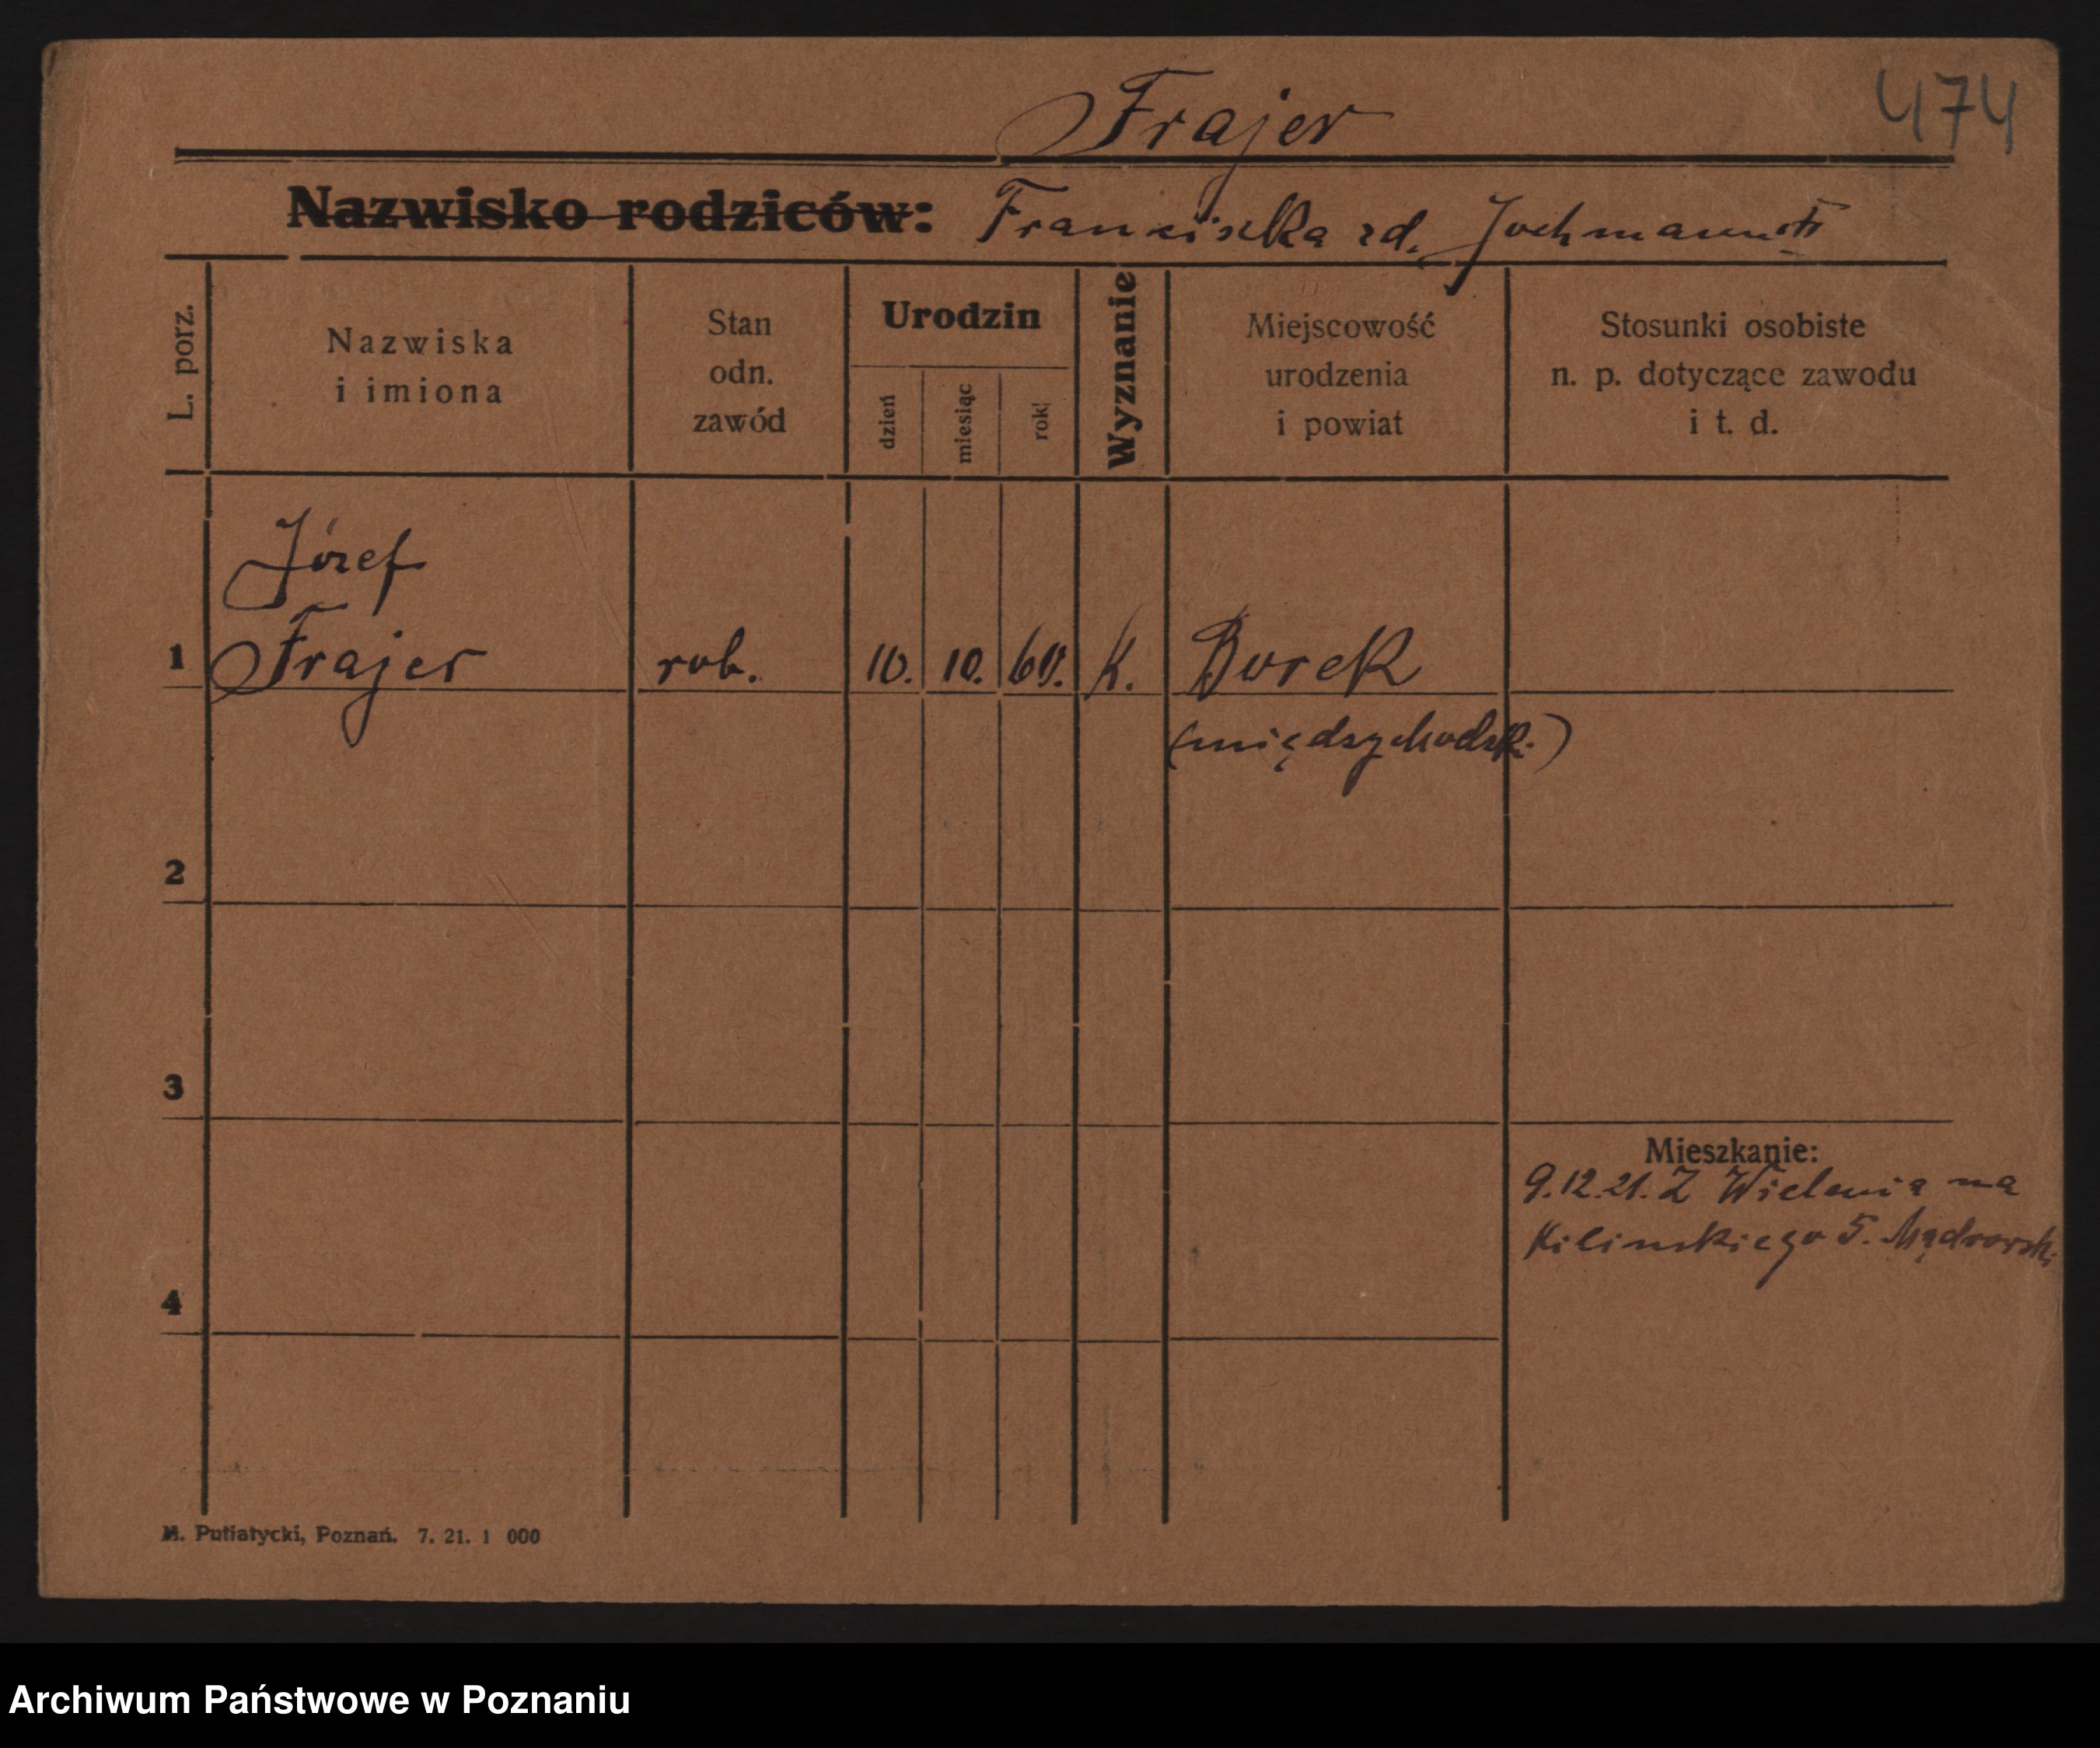 Frajer
474
Nazwisko rodziców: Franciszka zd. Jochmann
L. porz.
Nazwiska
i imiona
Stan
odn.
zawód
Urodzin
dzień
miesiąc
rok
Wyznanie
Miejscowość
urodzenia
i powiat
Stosunki osobiste
n. p. dotyczące zawodu
i t. d.
Józef
1 Frajer rob. 10. 10. K. Borek
(międzychodzki)
2
3
Mieszkanie:
9.12.21. Z Wielenia na
Kilinskiego 5.
4
M. Putiatycki, Poznań. 7. 21. 1 000
Archiwum Państwowe w Poznaniu